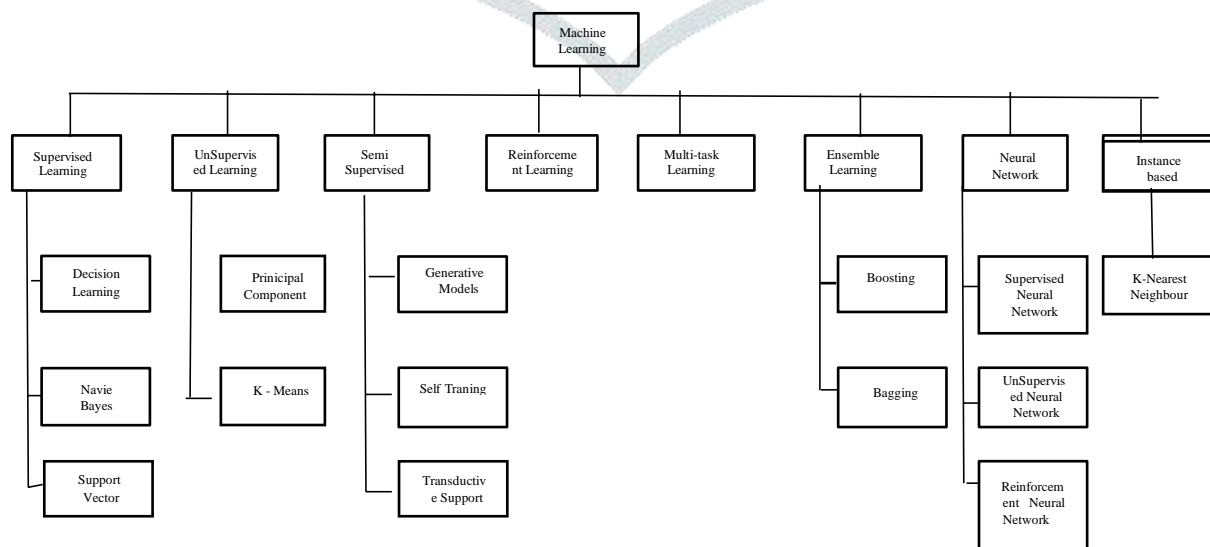 Machine
Learning
Supervised
Learning
UnSupervis
ed Learning
Semi
Supervised
Reinforceme
nt Learning
Multi-task
Learning
Ensemble
Learning
Neural
Network
Instance
based
Decision
Learning
Prinicipal
Component
Generative
Models
Boosting
Supervised
Neural
Network
K-Nearest
Neighbour
Navie
Bayes
K - Means
Self Traning
Bagging
UnSupervis
ed Neural
Network
Support
Vector
Transductiv
e Support
Reinforcem
ent Neural
Network